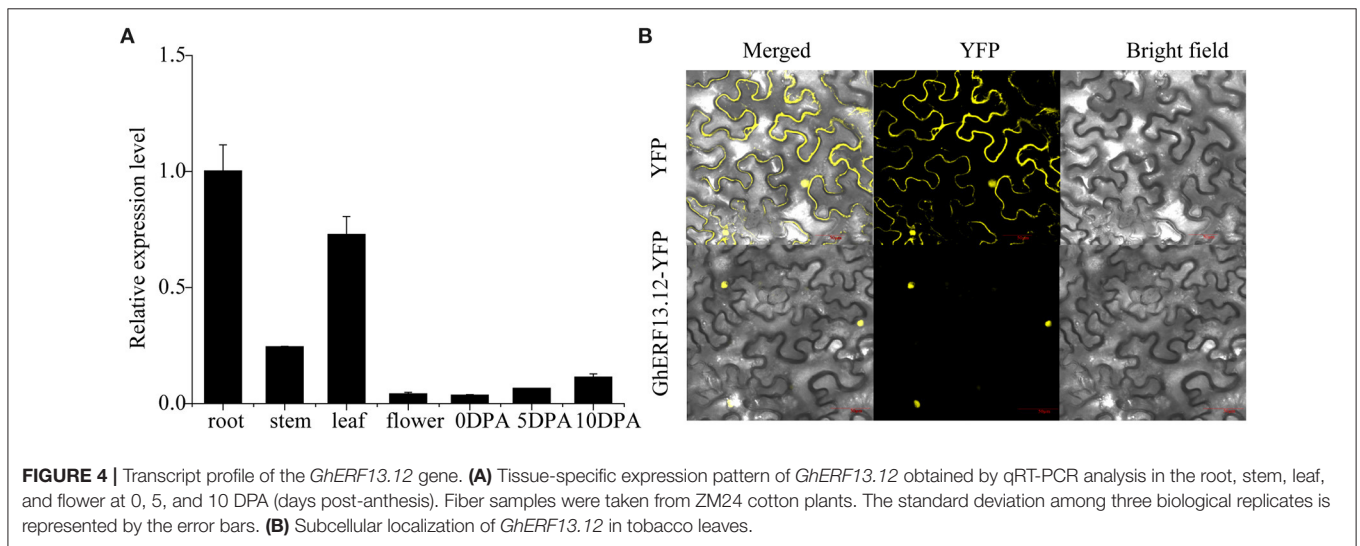 A
1.5
1.0
0.5
0.0
Relative expression level
root stem leaf flower 0DPA 5DPA 10DPA
B
Merged YFP Bright field
YFP
GhERF13.12-YFP
FIGURE 4 | Transcript profile of the GhERF13.12 gene. (A) Tissue-specific expression pattern of GhERF13.12 obtained by qRT-PCR analysis in the root, stem, leaf,
and flower at 0, 5, and 10 DPA (days post-anthesis). Fiber samples were taken from ZM24 cotton plants. The standard deviation among three biological replicates is
represented by the error bars. (B) Subcellular localization of GhERF13.12 in tobacco leaves.